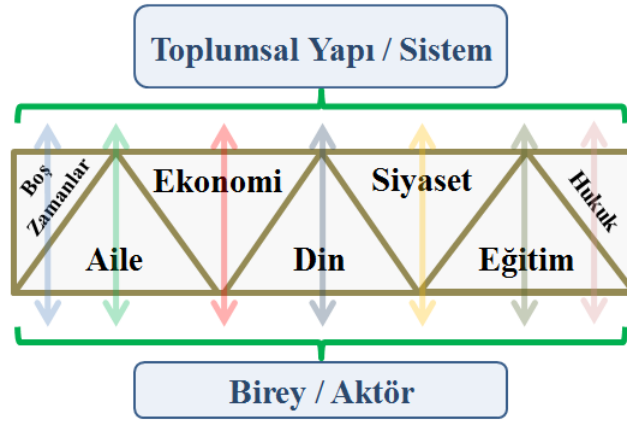 Toplumsal Yapı / Sistem
Boş
Zamanlar
Ekonomi
Siyaset
Hukuk
Aile
Din
Eğitim
Birey / Aktör